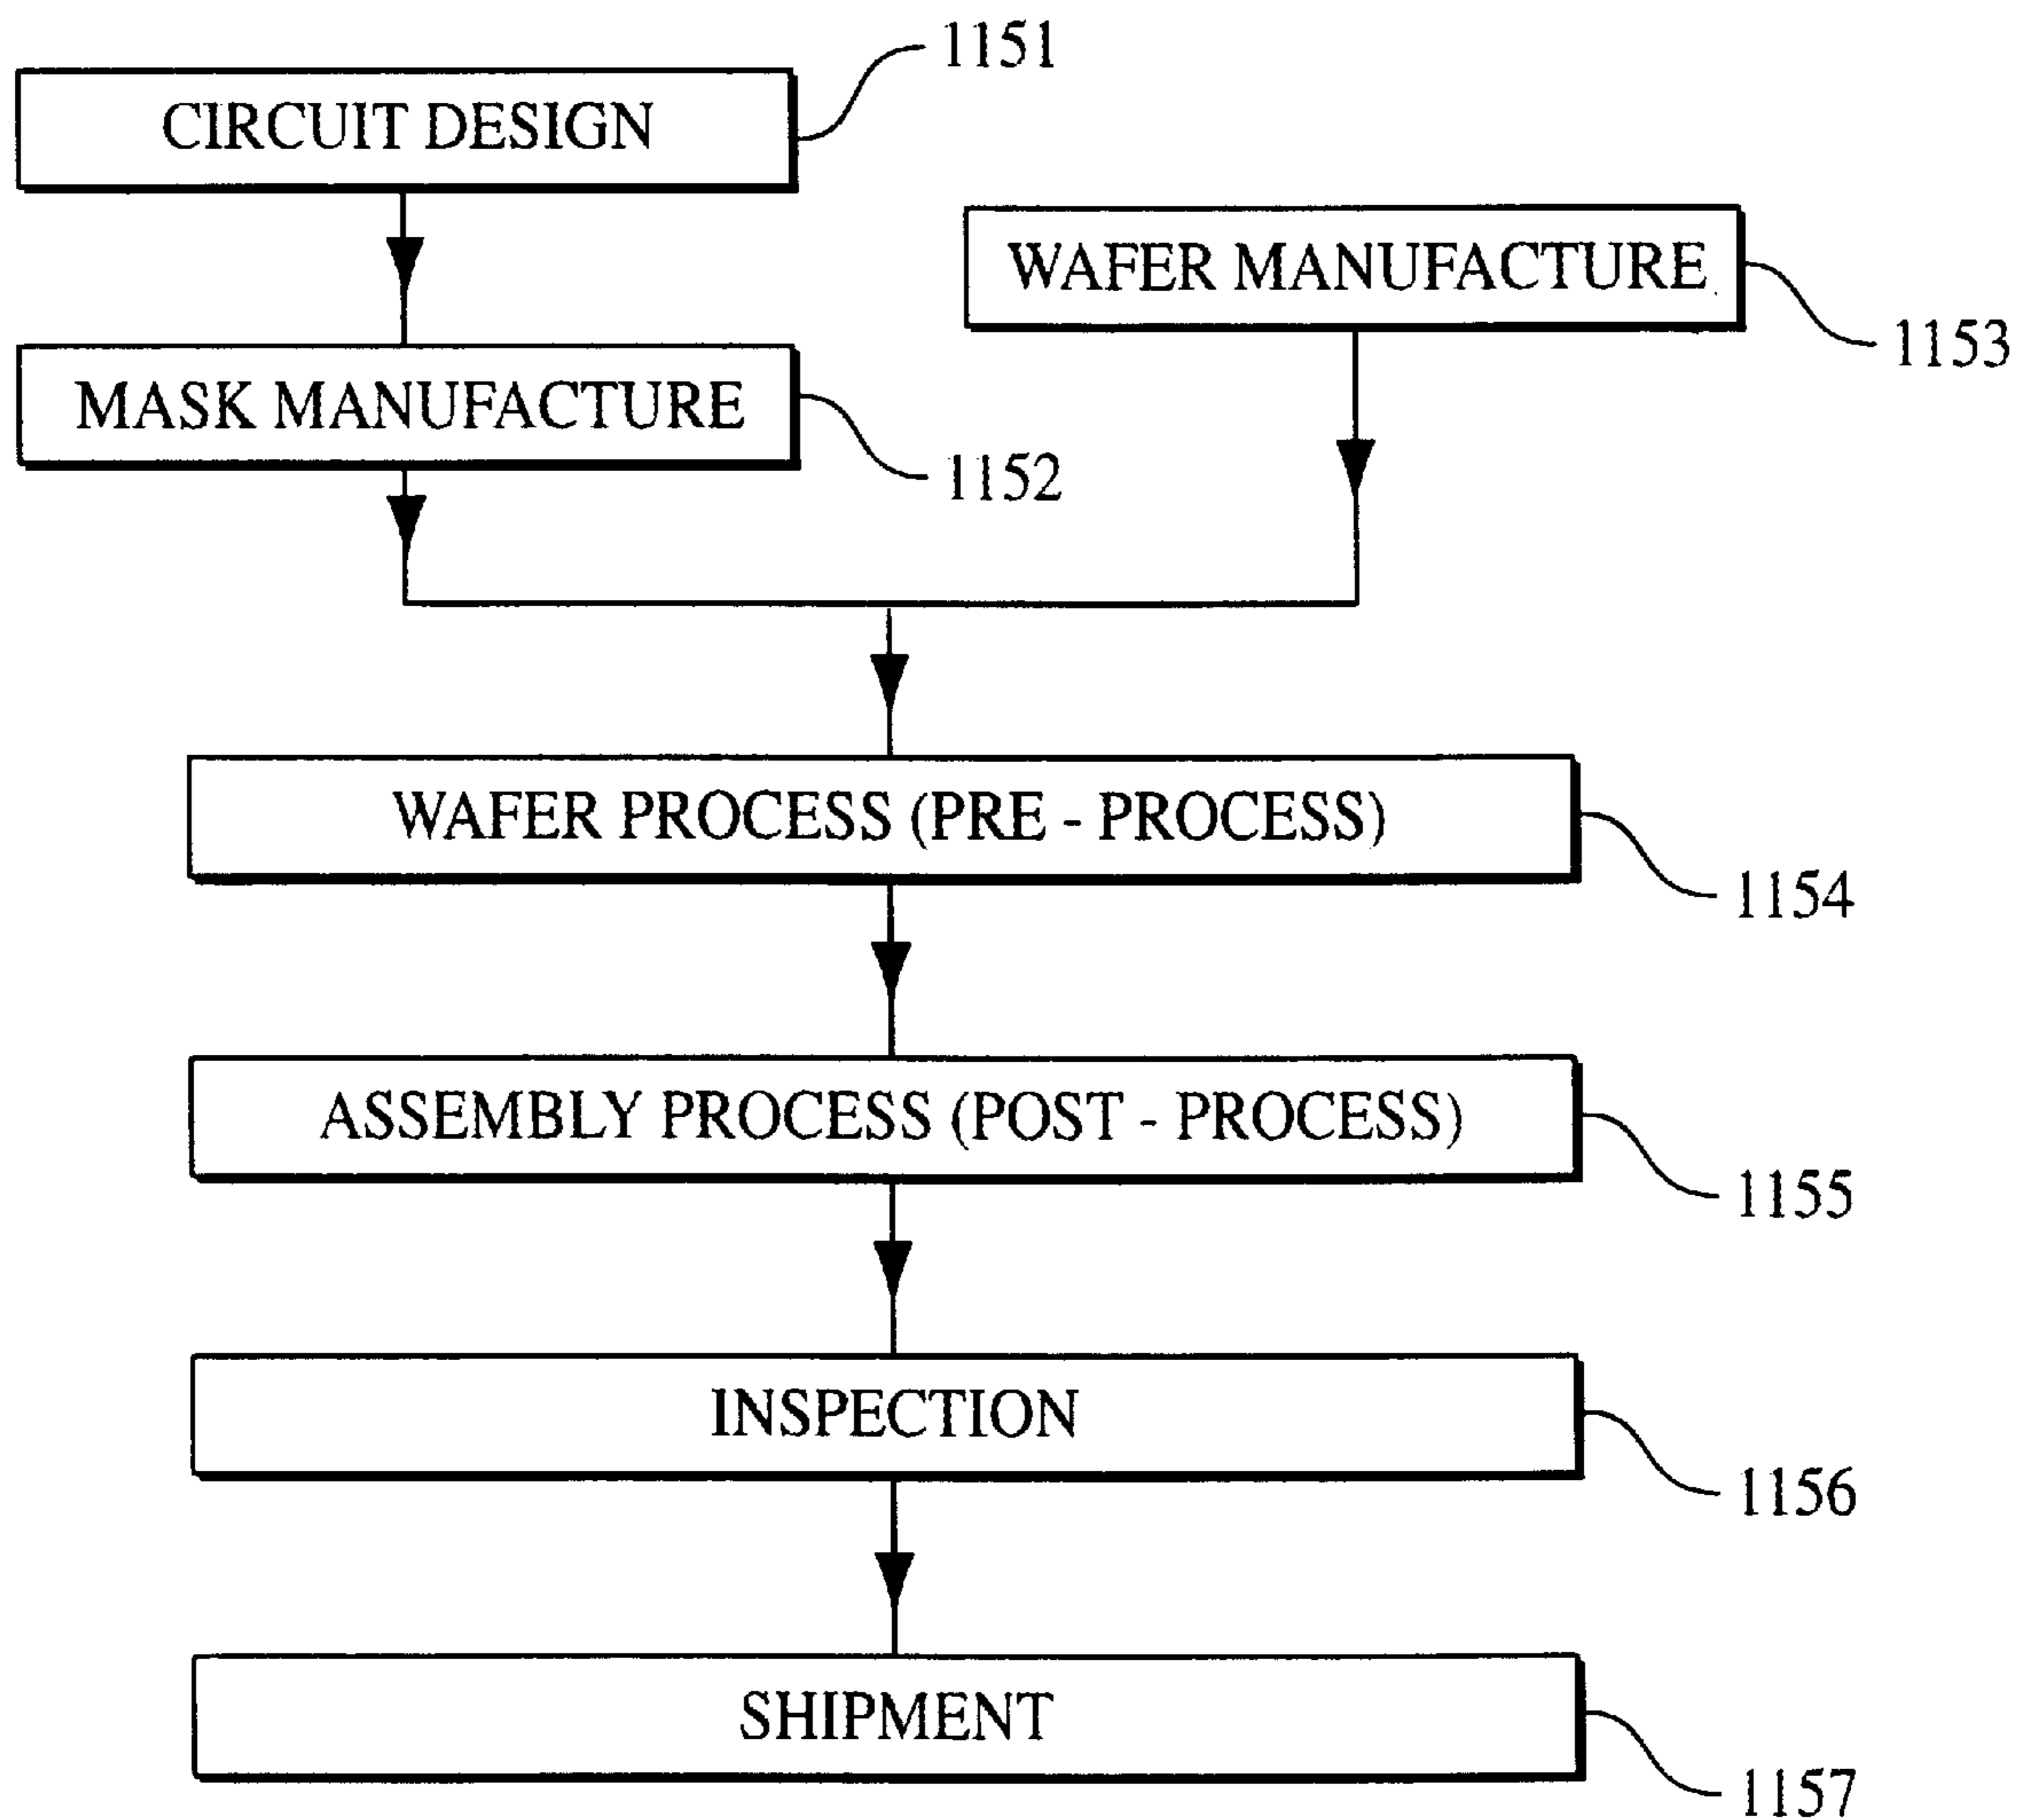 1151
CIRCUIT DESIGN
WAFER MANUFACTURE
1153
MASK MANUFACTURE
1152
WAFER PROCESS (PRE - PROCESS)
1154
ASSEMBLY PROCESS (POST - PROCESS)
1155
INSPECTION
1156
SHIPMENT
1157